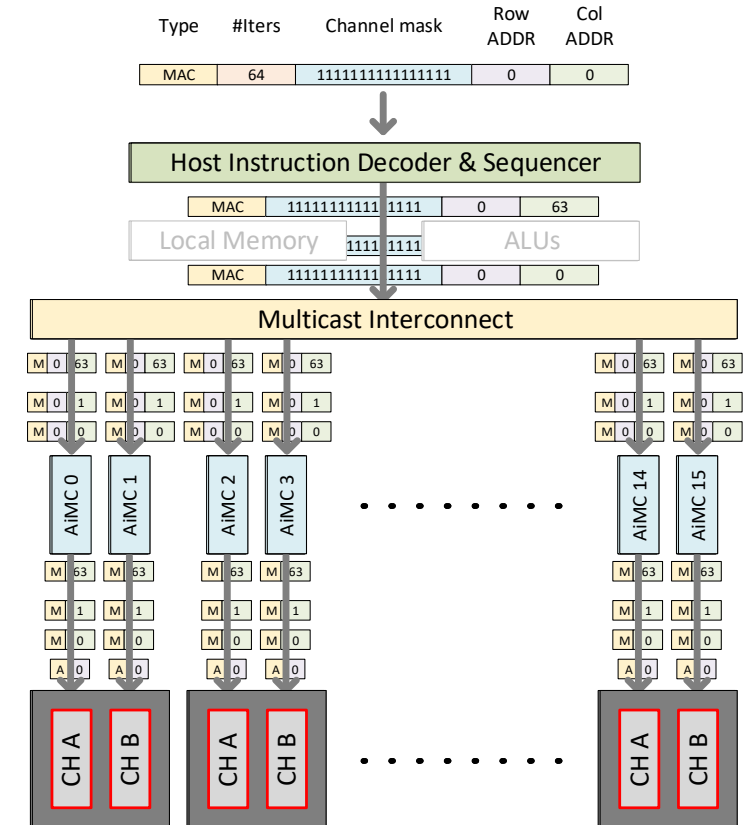 Type #Iters Channel mask Row ADDR Col ADDR
MAC 64 1111111111111111 0 0
Host Instruction Decoder & Sequencer
MAC 1111111111111111 0 63
Local Memory ALUs
MAC 1111111111111111 0 0
Multicast Interconnect
M 0 63 M 0 63 M 0 63 M 0 63 M 0 63 M 0 63
M 0 1 M 0 1 M 0 1 M 0 1 M 0 1 M 0 1
M 0 0 M 0 0 M 0 0 M 0 0 M 0 0 M 0 0
AiMC 0 AiMC 1 AiMC 2 AiMC 3 AiMC 14 AiMC 15
M 63 M 63 M 63 M 63 M 63 M 63
M 1 M 1 M 1 M 1 M 1 M 1
M 0 M 0 M 0 M 0 M 0 M 0
A 0 A 0 A 0 A 0 A 0 A 0
CH A CH B CH A CH B CH A CH B